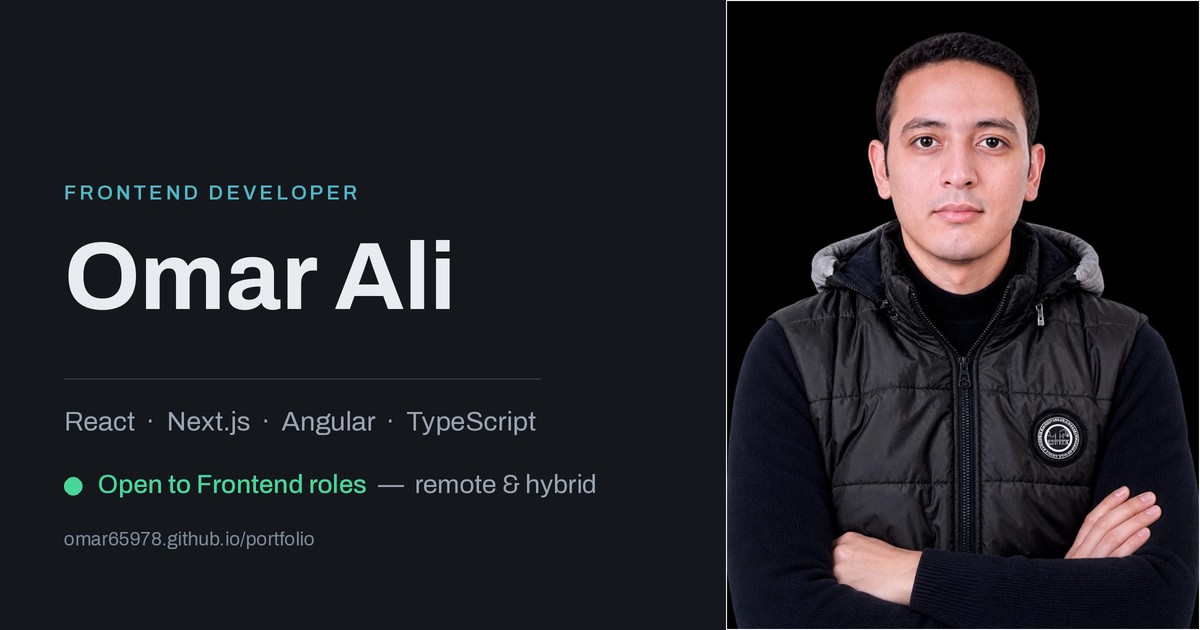 FRONTEND DEVELOPER
Omar Ali
React · Next.js · Angular · TypeScript
Open to Frontend roles — remote & hybrid
omar65978.github.io/portfolio